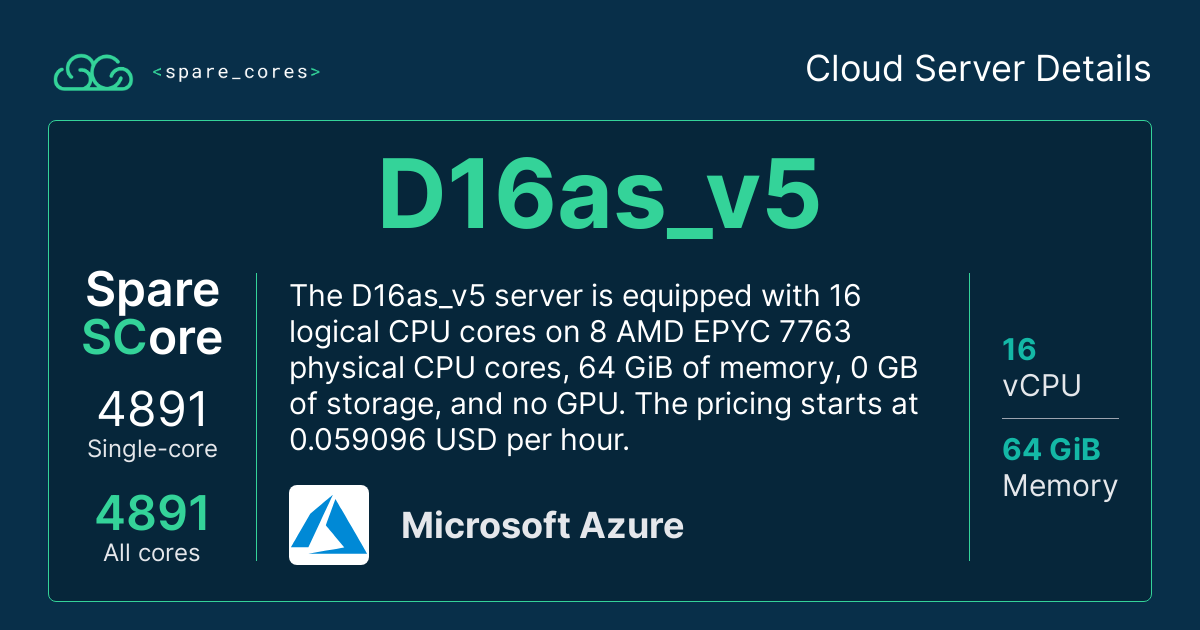 <spare_cores>
Cloud Server Details
D16as_v5
Spare
SCore
4891
Single-core
4891
All cores
The D16as_v5 server is equipped with 16
logical CPU cores on 8 AMD EPYC 7763
physical CPU cores, 64 GiB of memory, 0 GB
of storage, and no GPU. The pricing starts at
0.059096 USD per hour.
Microsoft Azure
16
vCPU
64 GiB
Memory